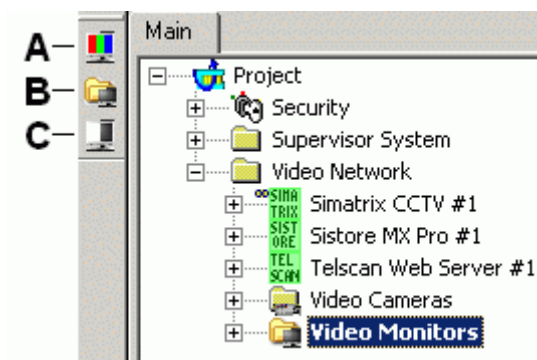 A
B
C
Main
Project
Security
Supervisor System
Video Network
SIMA
TRIX
Simatrix CCTV #1
SIST
ORE
Sistore MX Pro #1
TEL
SCAN
Telscan Web Server #1
Video Cameras
Video Monitors